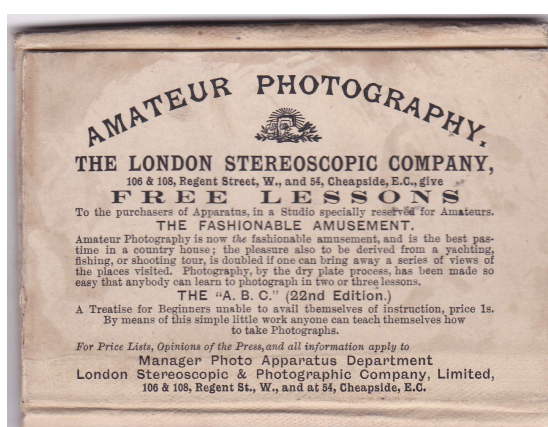 AMATEUR PHOTOGRAPHY.
THE LONDON STEREOSCOPIC COMPANY,
106 & 108, Regent Street, W., and 54, Cheapside, E.C., give
FREE LESSONS
To the purchasers of Apparatus, in a Studio specially reserved for Amateurs.
THE FASHIONABLE AMUSEMENT.
Amateur Photography is now the fashionable amusement, and is the best pas-
time in a country house; the pleasure also to be derived from a yachting,
fishing, or shooting tour, is doubled if one can bring away a series of views of
the places visited. Photography, by the dry plate process, has been made so
easy that anybody can learn to photograph in two or three lessons.
THE "A. B. C." (22nd Edition.)
A Treatise for Beginners unable to avail themselves of instruction, price 1s.
By means of this simple little work anyone can teach themselves how
to take Photographs.
For Price Lists, Opinions of the Press, and all information apply to
Manager Photo Apparatus Department
London Stereoscopic & Photographic Company, Limited,
106 & 108, Regent St., W., and at 54, Cheapside, E.C.